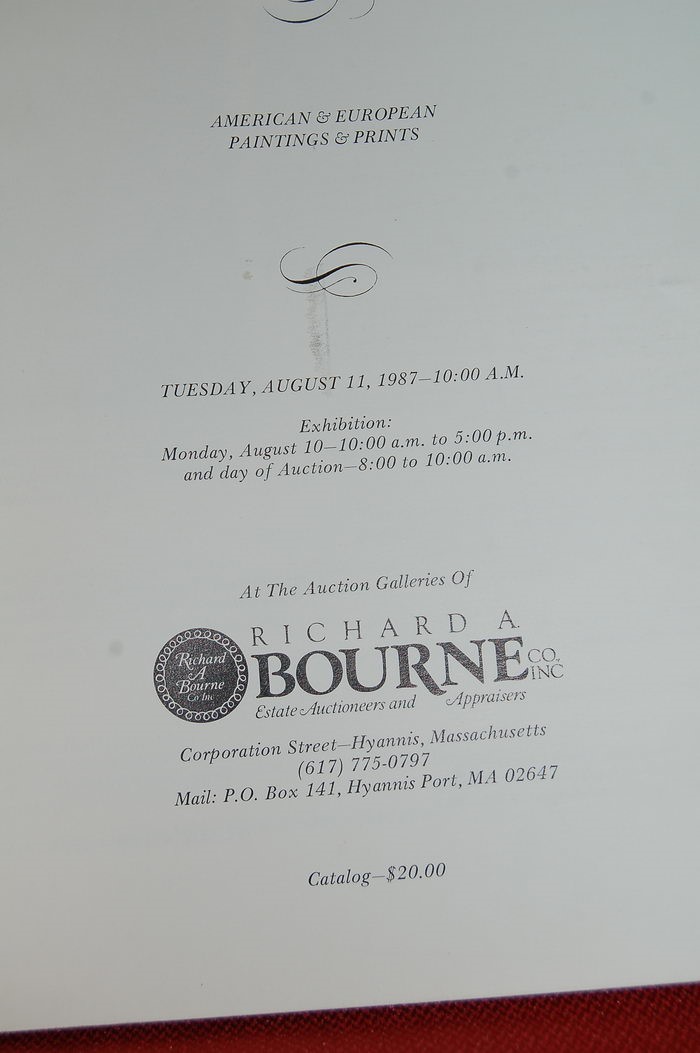 AMERICAN & EUROPEAN
PAINTINGS & PRINTS
TUESDAY, AUGUST 11, 1987—10:00 A.M.
Exhibition:
Monday, August 10—10:00 a.m. to 5:00 p.m.
and day of Auction—8:00 to 10:00 a.m.
At The Auction Galleries Of
Richard
A
Bourne
Co Inc
RICHARD A.
BOURNE CO., INC
Estate Auctioneers and Appraisers
Corporation Street—Hyannis, Massachusetts
(617) 775-0797
Mail: P.O. Box 141, Hyannis Port, MA 02647
Catalog—$20.00